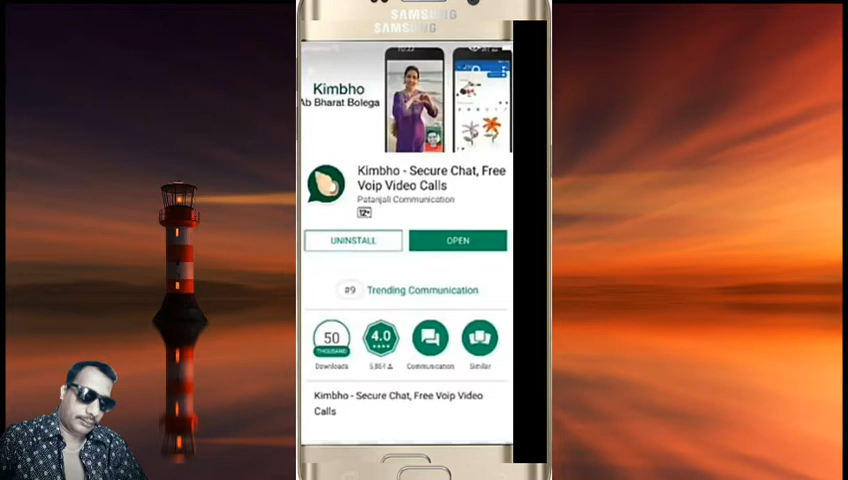 SAMSUNG
SAMSUNG
Kimbho
Ab Bharat Bolega
Kimbho - Secure Chat, Free
Voip Video Calls
Patanjali Communication
12+
UNINSTALL
OPEN
#9 Trending Communication
50
THOUSAND
Downloads
4.0
Communication
Similar
Kimbho - Secure Chat, Free Voip Video
Calls